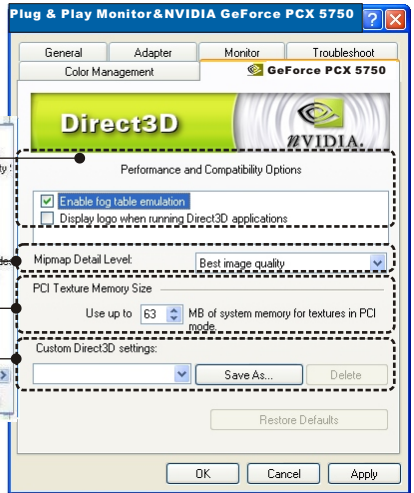 Plug & Play Monitor&NVIDIA GeForce PCX 5750
General Adapter Monitor Troubleshoot
Color Management GeForce PCX 5750
Direct3D
nVIDIA.
Performance and Compatibility Options
Enable fog table emulation
Display logo when running Direct3D applications
Mipmap Detail Level: Best image quality
PCI Texture Memory Size
Use up to 63 MB of system memory for textures in PCI
mode.
Custom Direct3D settings:
Save As... Delete
Restore Defaults
OK Cancel Apply